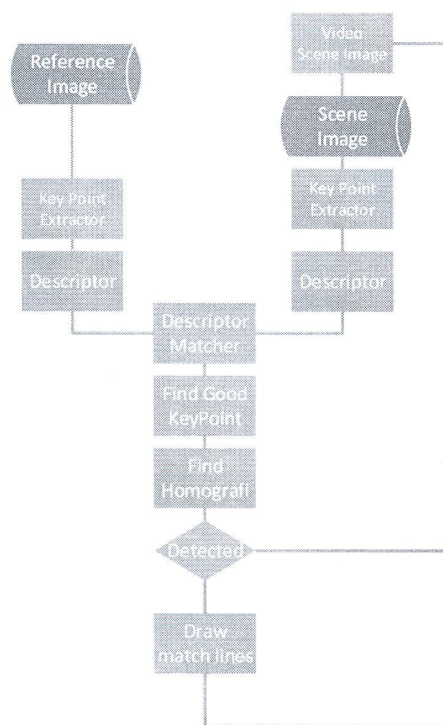 Video
Scene Image
Reference
Image
Scene
Image
Key Point
Extractor
Key Point
Extractor
Descriptor
Descriptor
Descriptor
Matcher
Find Good
KeyPoint
Find
Homografi
Detected
Draw
match lines